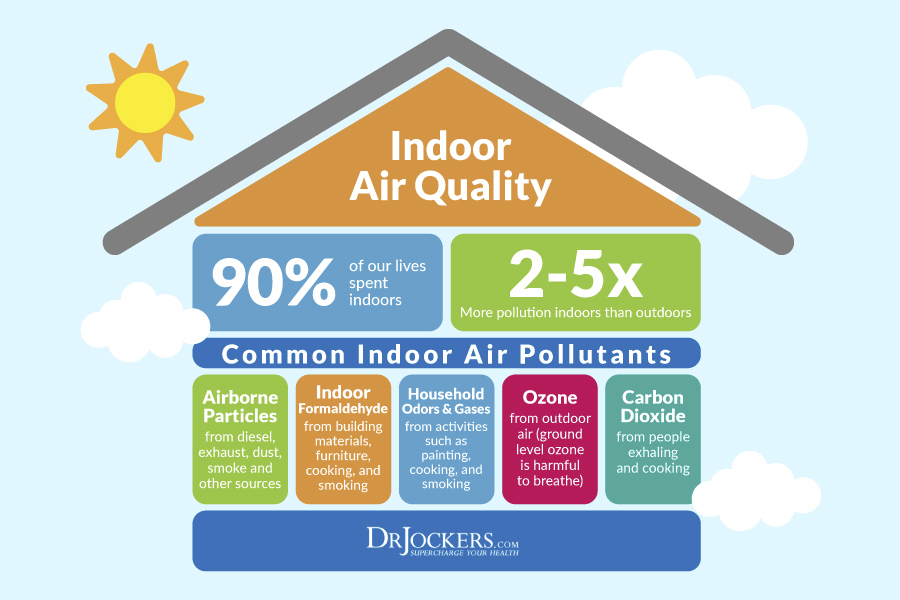 Indoor
Air Quality
90%
of our lives
spent
indoors
2-5x
More pollution indoors than outdoors
Common Indoor Air Pollutants
Airborne
Particles
from diesel,
exhaust, dust,
smoke and
other sources
Indoor
Formaldehyde
from building
materials,
furniture,
cooking, and
smoking
Household
Odors & Gases
from activities
such as
painting,
cooking, and
smoking
Ozone
from outdoor
air (ground
level ozone
is harmful
to breathe)
Carbon
Dioxide
from people
exhaling
and cooking
DRJOCKERS.COM
SUPERCHARGE YOUR HEALTH